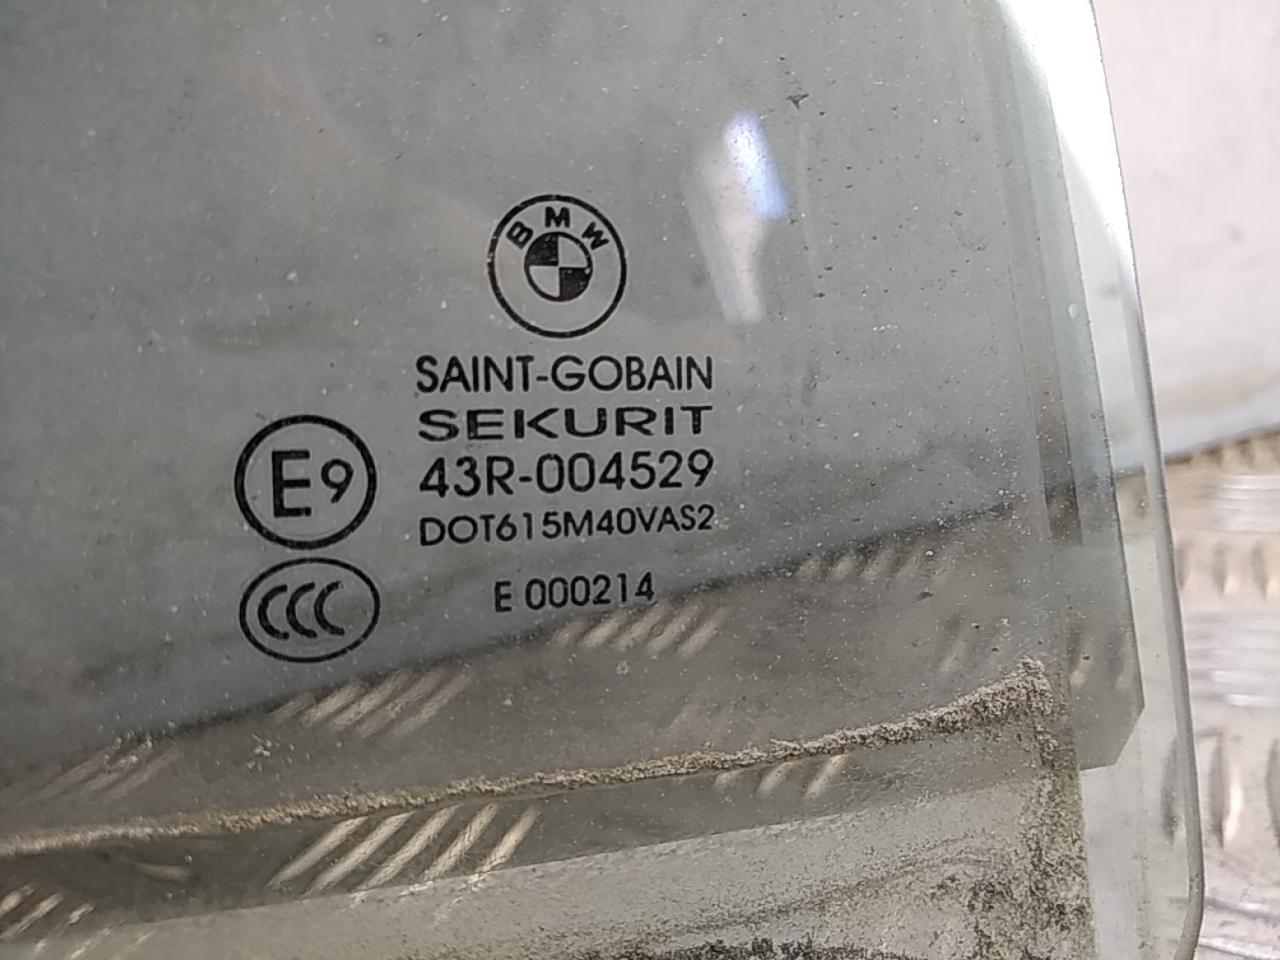 BMW
SAINT-GOBAIN
SEKURIT
E9
43R-004529
DOT615M40VAS2
CCC
E 000214